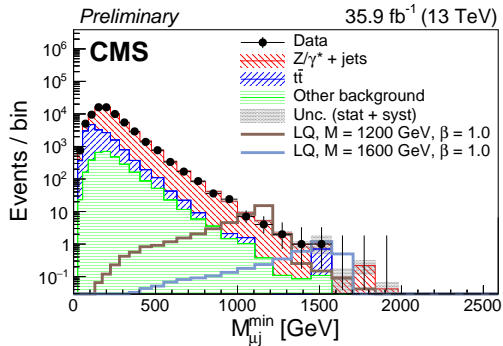 Preliminary 35.9 fb⁻¹ (13 TeV)
CMS
Data
Z/γ* + jets
tt̄
Other background
Unc. (stat + syst)
LQ, M = 1200 GeV, β = 1.0
LQ, M = 1600 GeV, β = 1.0
Events / bin
10⁶
10⁵
10⁴
10³
10²
10
1
10⁻¹
0 500 1000 1500 2000 2500
M_μj^min [GeV]